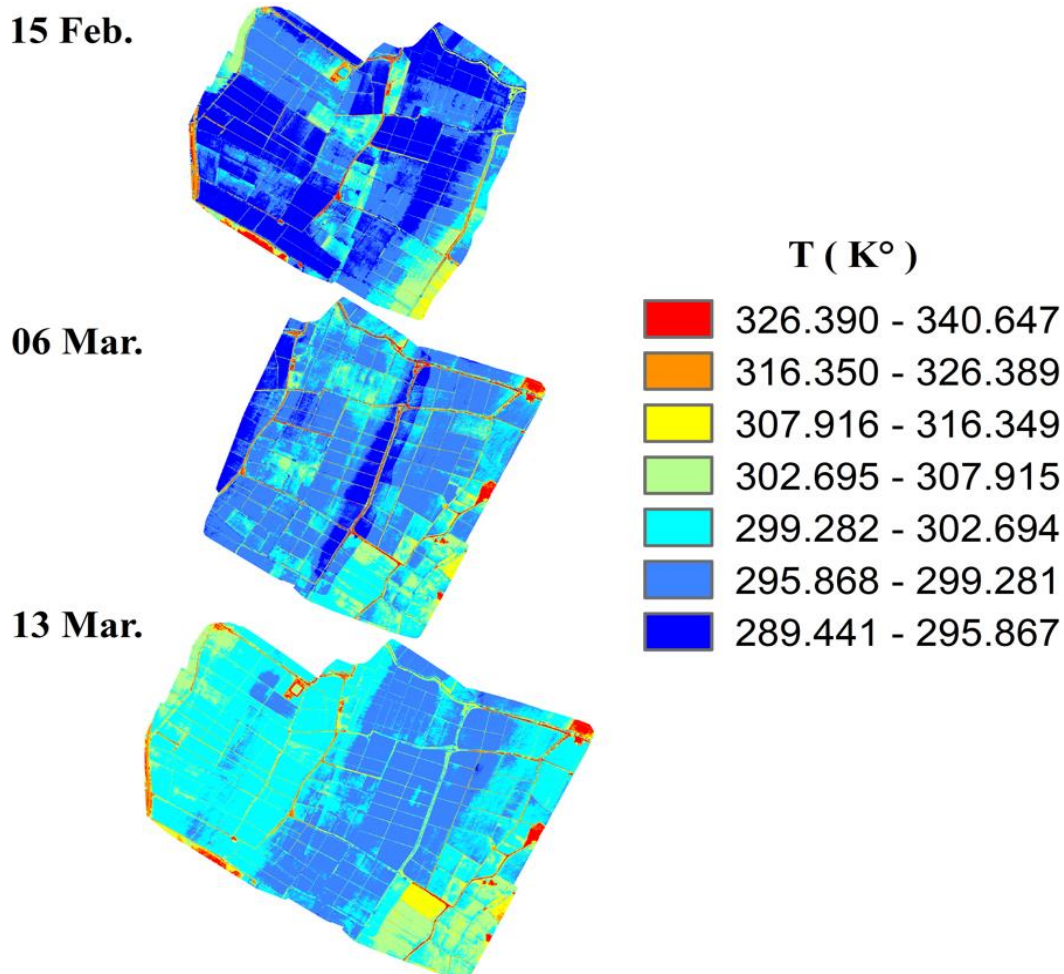 15 Feb.
06 Mar.
13 Mar.
T ( K° )
326.390 - 340.647
316.350 - 326.389
307.916 - 316.349
302.695 - 307.915
299.282 - 302.694
295.868 - 299.281
289.441 - 295.867